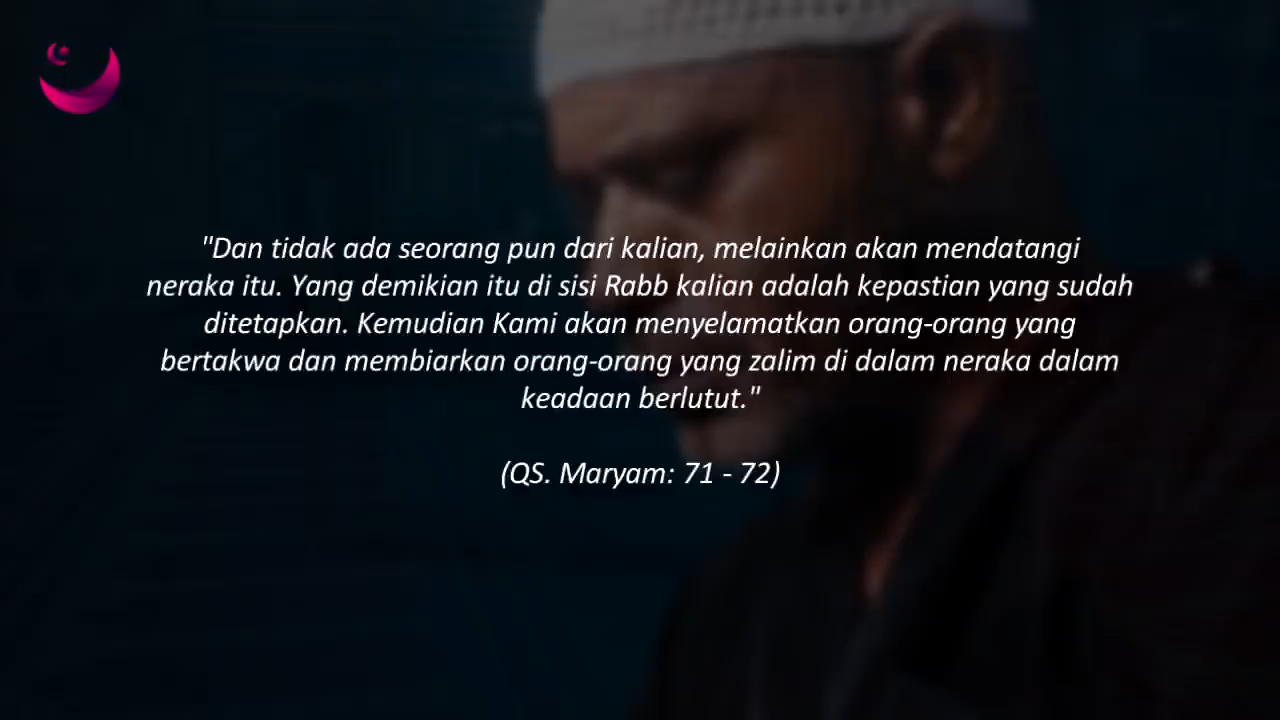 "Dan tidak ada seorang pun dari kalian, melainkan akan mendatangi
neraka itu. Yang demikian itu di sisi Rabb kalian adalah kepastian yang sudah
ditetapkan. Kemudian Kami akan menyelamatkan orang-orang yang
bertakwa dan membiarkan orang-orang yang zalim di dalam neraka dalam
keadaan berlutut."
(QS. Maryam: 71 - 72)